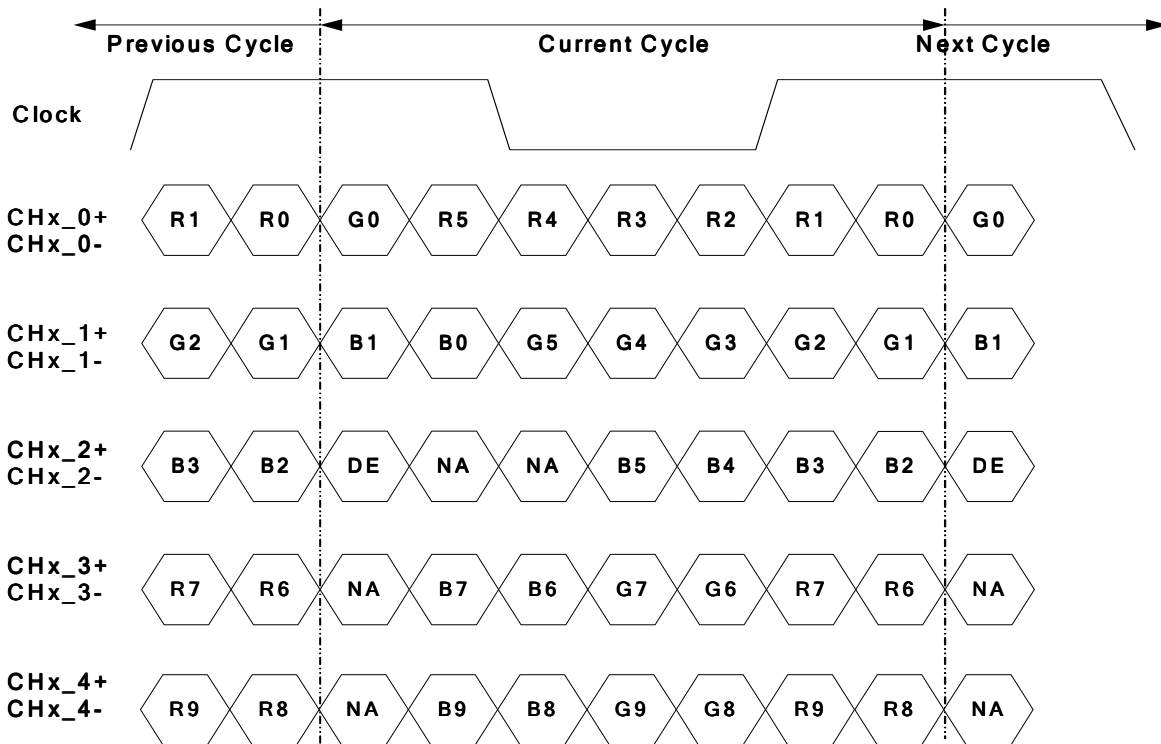 Previous Cycle Current Cycle Next Cycle
Clock
CHx_0+
CHx_0-
R1 R0 G0 R5 R4 R3 R2 R1 R0 G0
CHx_1+
CHx_1-
G2 G1 B1 B0 G5 G4 G3 G2 G1 B1
CHx_2+
CHx_2-
B3 B2 DE NA NA B5 B4 B3 B2 DE
CHx_3+
CHx_3-
R7 R6 NA B7 B6 G7 G6 R7 R6 NA
CHx_4+
CHx_4-
R9 R8 NA B9 B8 G9 G8 R9 R8 NA